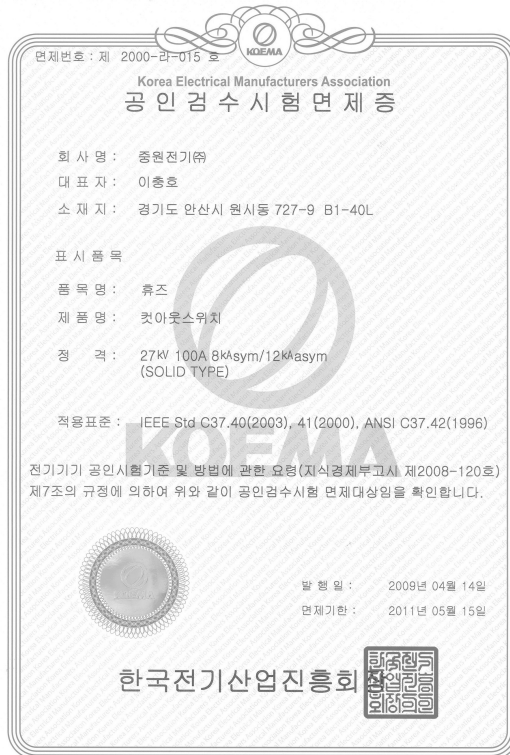 KOEMA
면제번호 : 제 2000-라-015 호
Korea Electrical Manufacturers Association
공인검수시험면제증
회 사 명 : 중원전기㈜
대 표 자 : 이충호
소 재 지 : 경기도 안산시 원시동 727-9 B1-40L
표 시 품 목
품 목 명 : 휴즈
제 품 명 : 컷아웃스위치
정 격 : 27kV 100A 8kAsym/12kAasym
(SOLID TYPE)
적용표준 : IEEE Std C37.40(2003), 41(2000), ANSI C37.42(1996)
KOEMA
전기기기 공인시험기준 및 방법에 관한 요령(지식경제부고시 제2008-120호)
제7조의 규정에 의하여 위와 같이 공인검수시험 면제대상임을 확인합니다.
발 행 일 : 2009년 04월 14일
면제기한 : 2011년 05월 15일
한국전기산업진흥회장